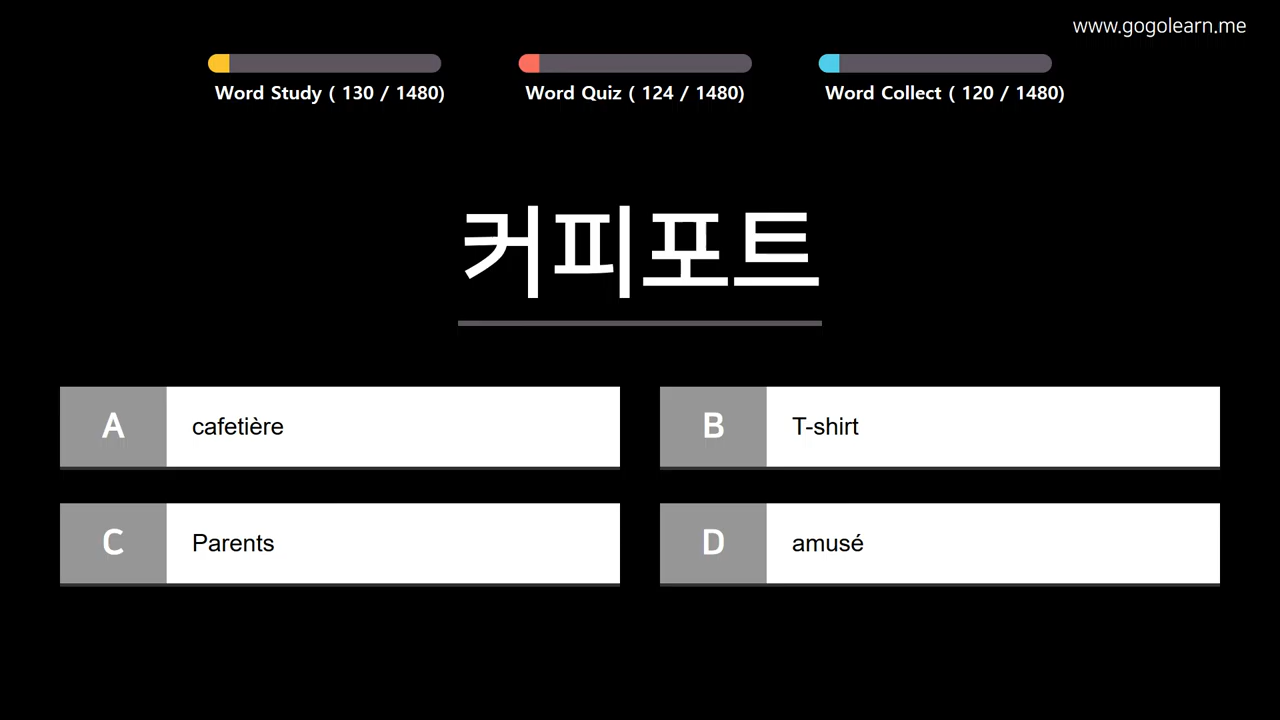 www.gogolearn.me
Word Study ( 130 / 1480)
Word Quiz ( 124 / 1480)
Word Collect ( 120 / 1480)
커피포트
A cafetière
B T-shirt
C Parents
D amusé